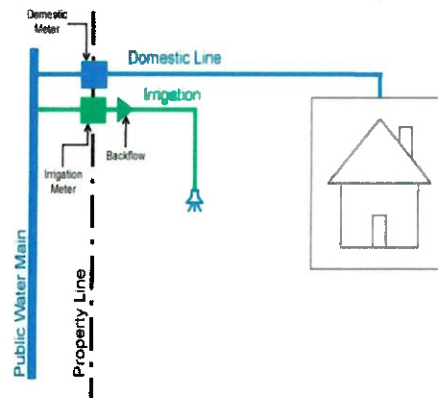 Domestic
Meter
Domestic Line
Irrigation
Backflow
Irrigation
Meter
Public Water Main
Property Line